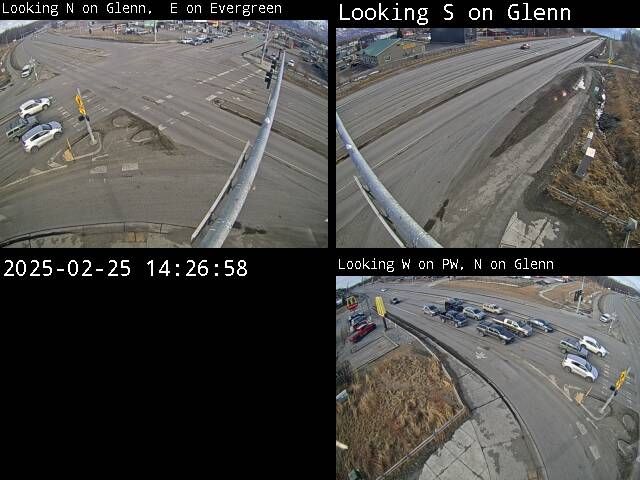 Looking N on Glenn,  E on Evergreen
Looking S on Glenn
2025-02-25 14:26:58
Looking W on PW, N on Glenn